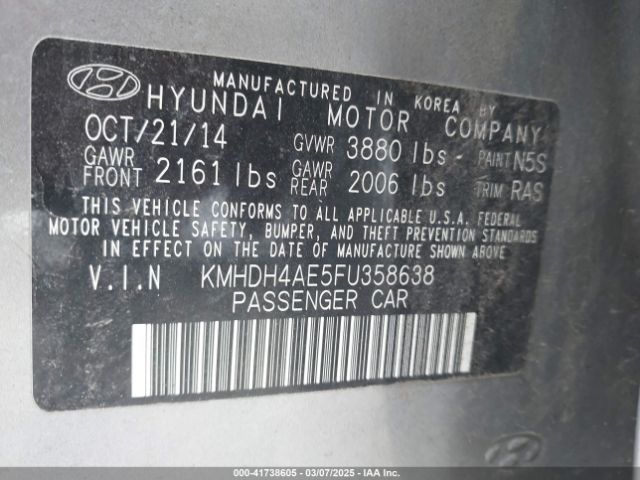 MANUFACTURED IN KOREA BY
HYUNDAI MOTOR COMPANY
OCT/21/14 GVWR 3880 lbs - PAINT N5S
GAWR FRONT 2161 lbs GAWR REAR 2006 lbs TRIM RAS
THIS VEHICLE CONFORMS TO ALL APPLICABLE U.S.A. FEDERAL
MOTOR VEHICLE SAFETY, BUMPER, AND THEFT PREVENTION STANDARDS
IN EFFECT ON THE DATE OF MANUFACTURE SHOWN ABOVE.
V.I.N KMHDH4AE5FU358638
PASSENGER CAR
000-41738605 - 03/07/2025 - IAA Inc.